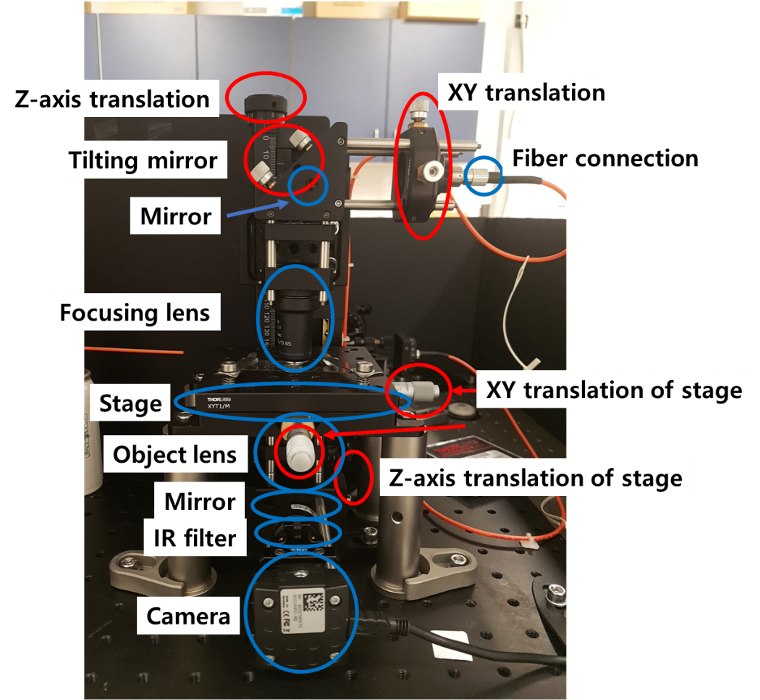 Z-axis translation
XY translation
Tilting mirror
Fiber connection
Mirror
Focusing lens
XY translation of stage
Stage
THORLABS
XYT1/M
Object lens
Z-axis translation of stage
Mirror
IR filter
Camera